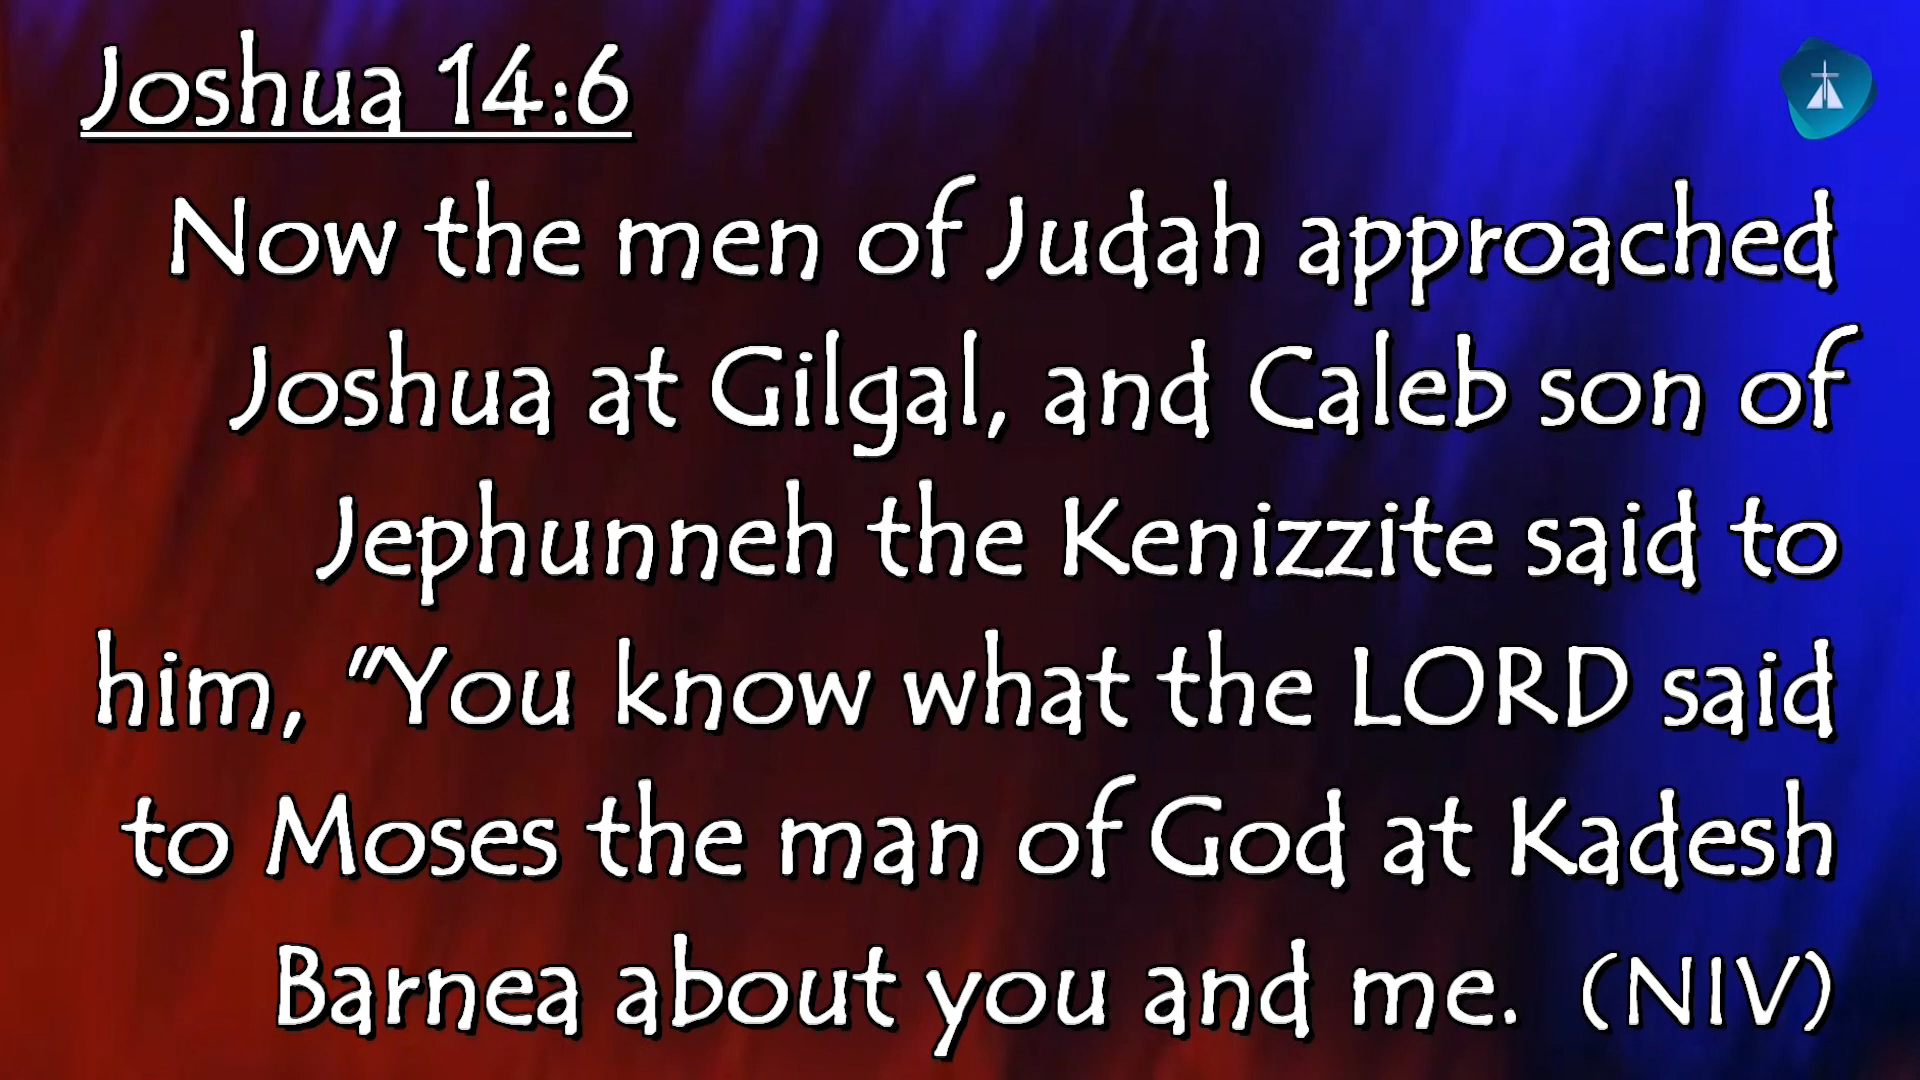 Joshua 14:6
Now the men of Judah approached
Joshua at Gilgal, and Caleb son of
Jephunneh the Kenizzite said to
him, "You know what the LORD said
to Moses the man of God at Kadesh
Barnea about you and me. (NIV)